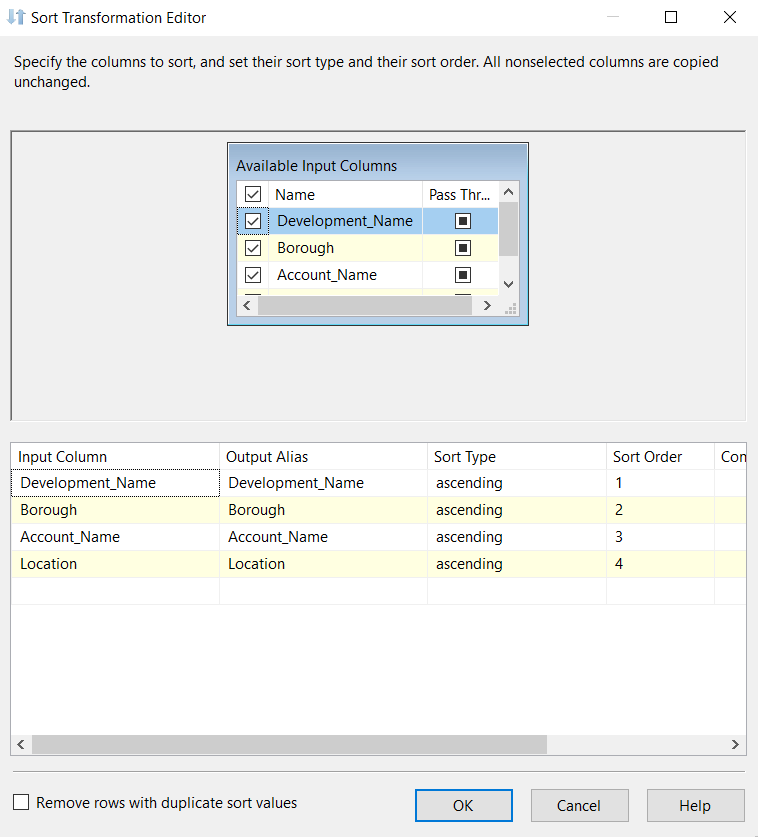 Sort Transformation Editor
Specify the columns to sort, and set their sort type and their sort order. All nonselected columns are copied
unchanged.
Available Input Columns
Name Pass Thr...
Development_Name
Borough
Account_Name
Input Column Output Alias Sort Type Sort Order Com
Development_Name Development_Name ascending 1
Borough Borough ascending 2
Account_Name Account_Name ascending 3
Location Location ascending 4
Remove rows with duplicate sort values OK Cancel Help